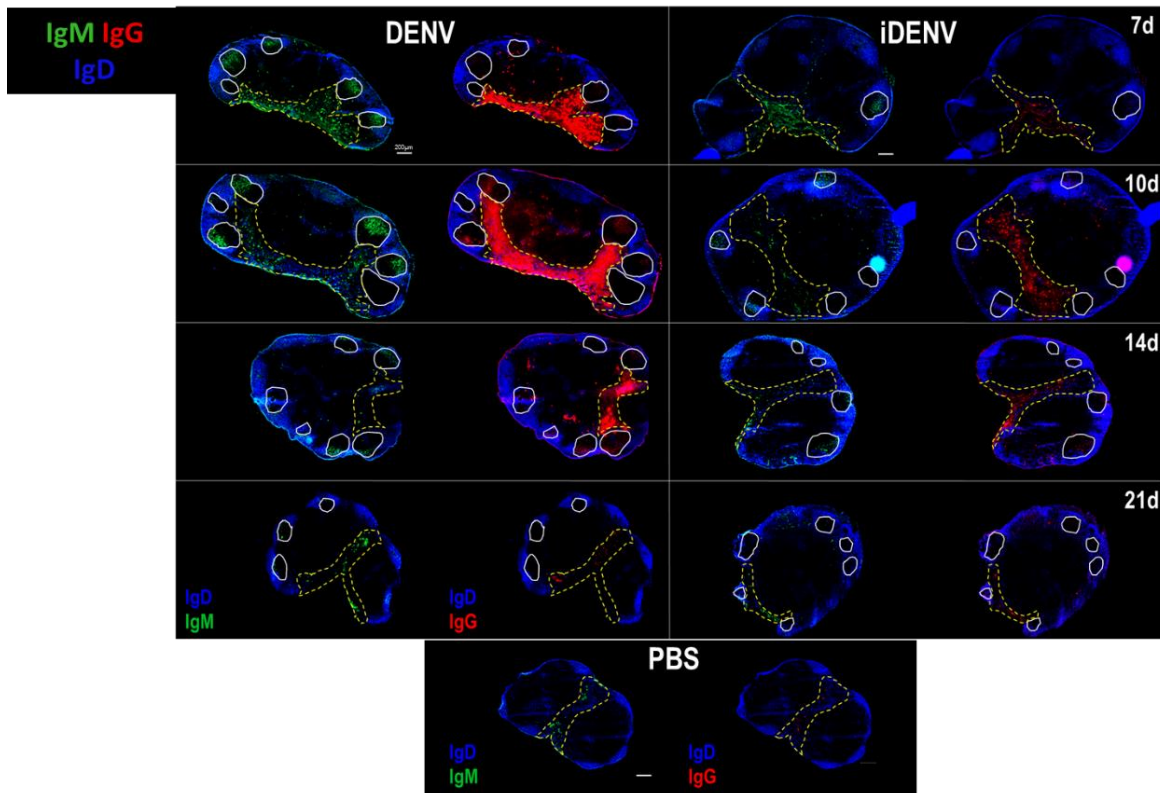 IgM IgG
IgD
DENV
iDENV
7d
200µm
10d
14d
21d
IgD
IgM
IgD
IgG
PBS
IgD
IgM
IgD
IgG